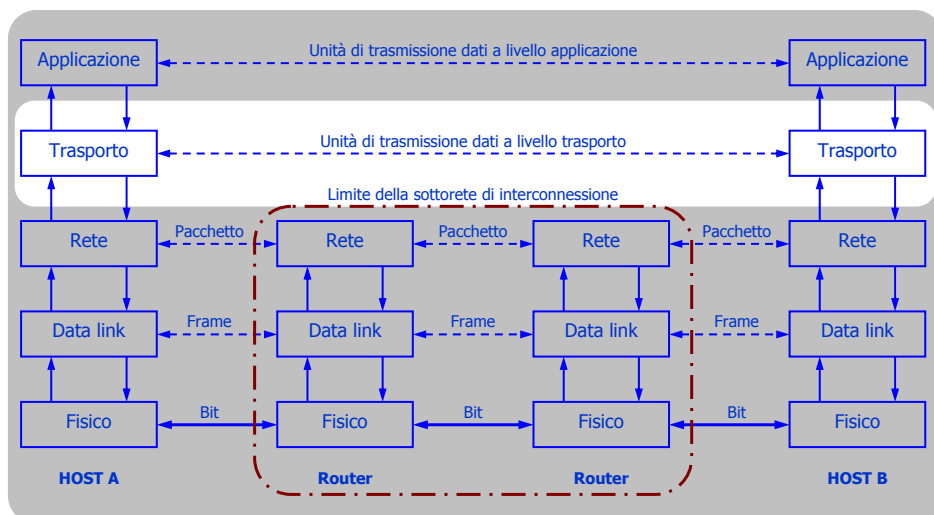 Unità di trasmissione dati a livello applicazione
Applicazione
Applicazione
Unità di trasmissione dati a livello trasporto
Trasporto
Trasporto
Limite della sottorete di interconnessione
Rete
Pacchetto
Rete
Pacchetto
Rete
Pacchetto
Rete
Data link
Frame
Data link
Frame
Data link
Frame
Data link
Fisico
Bit
Fisico
Bit
Fisico
Bit
Fisico
HOST A
Router
Router
HOST B